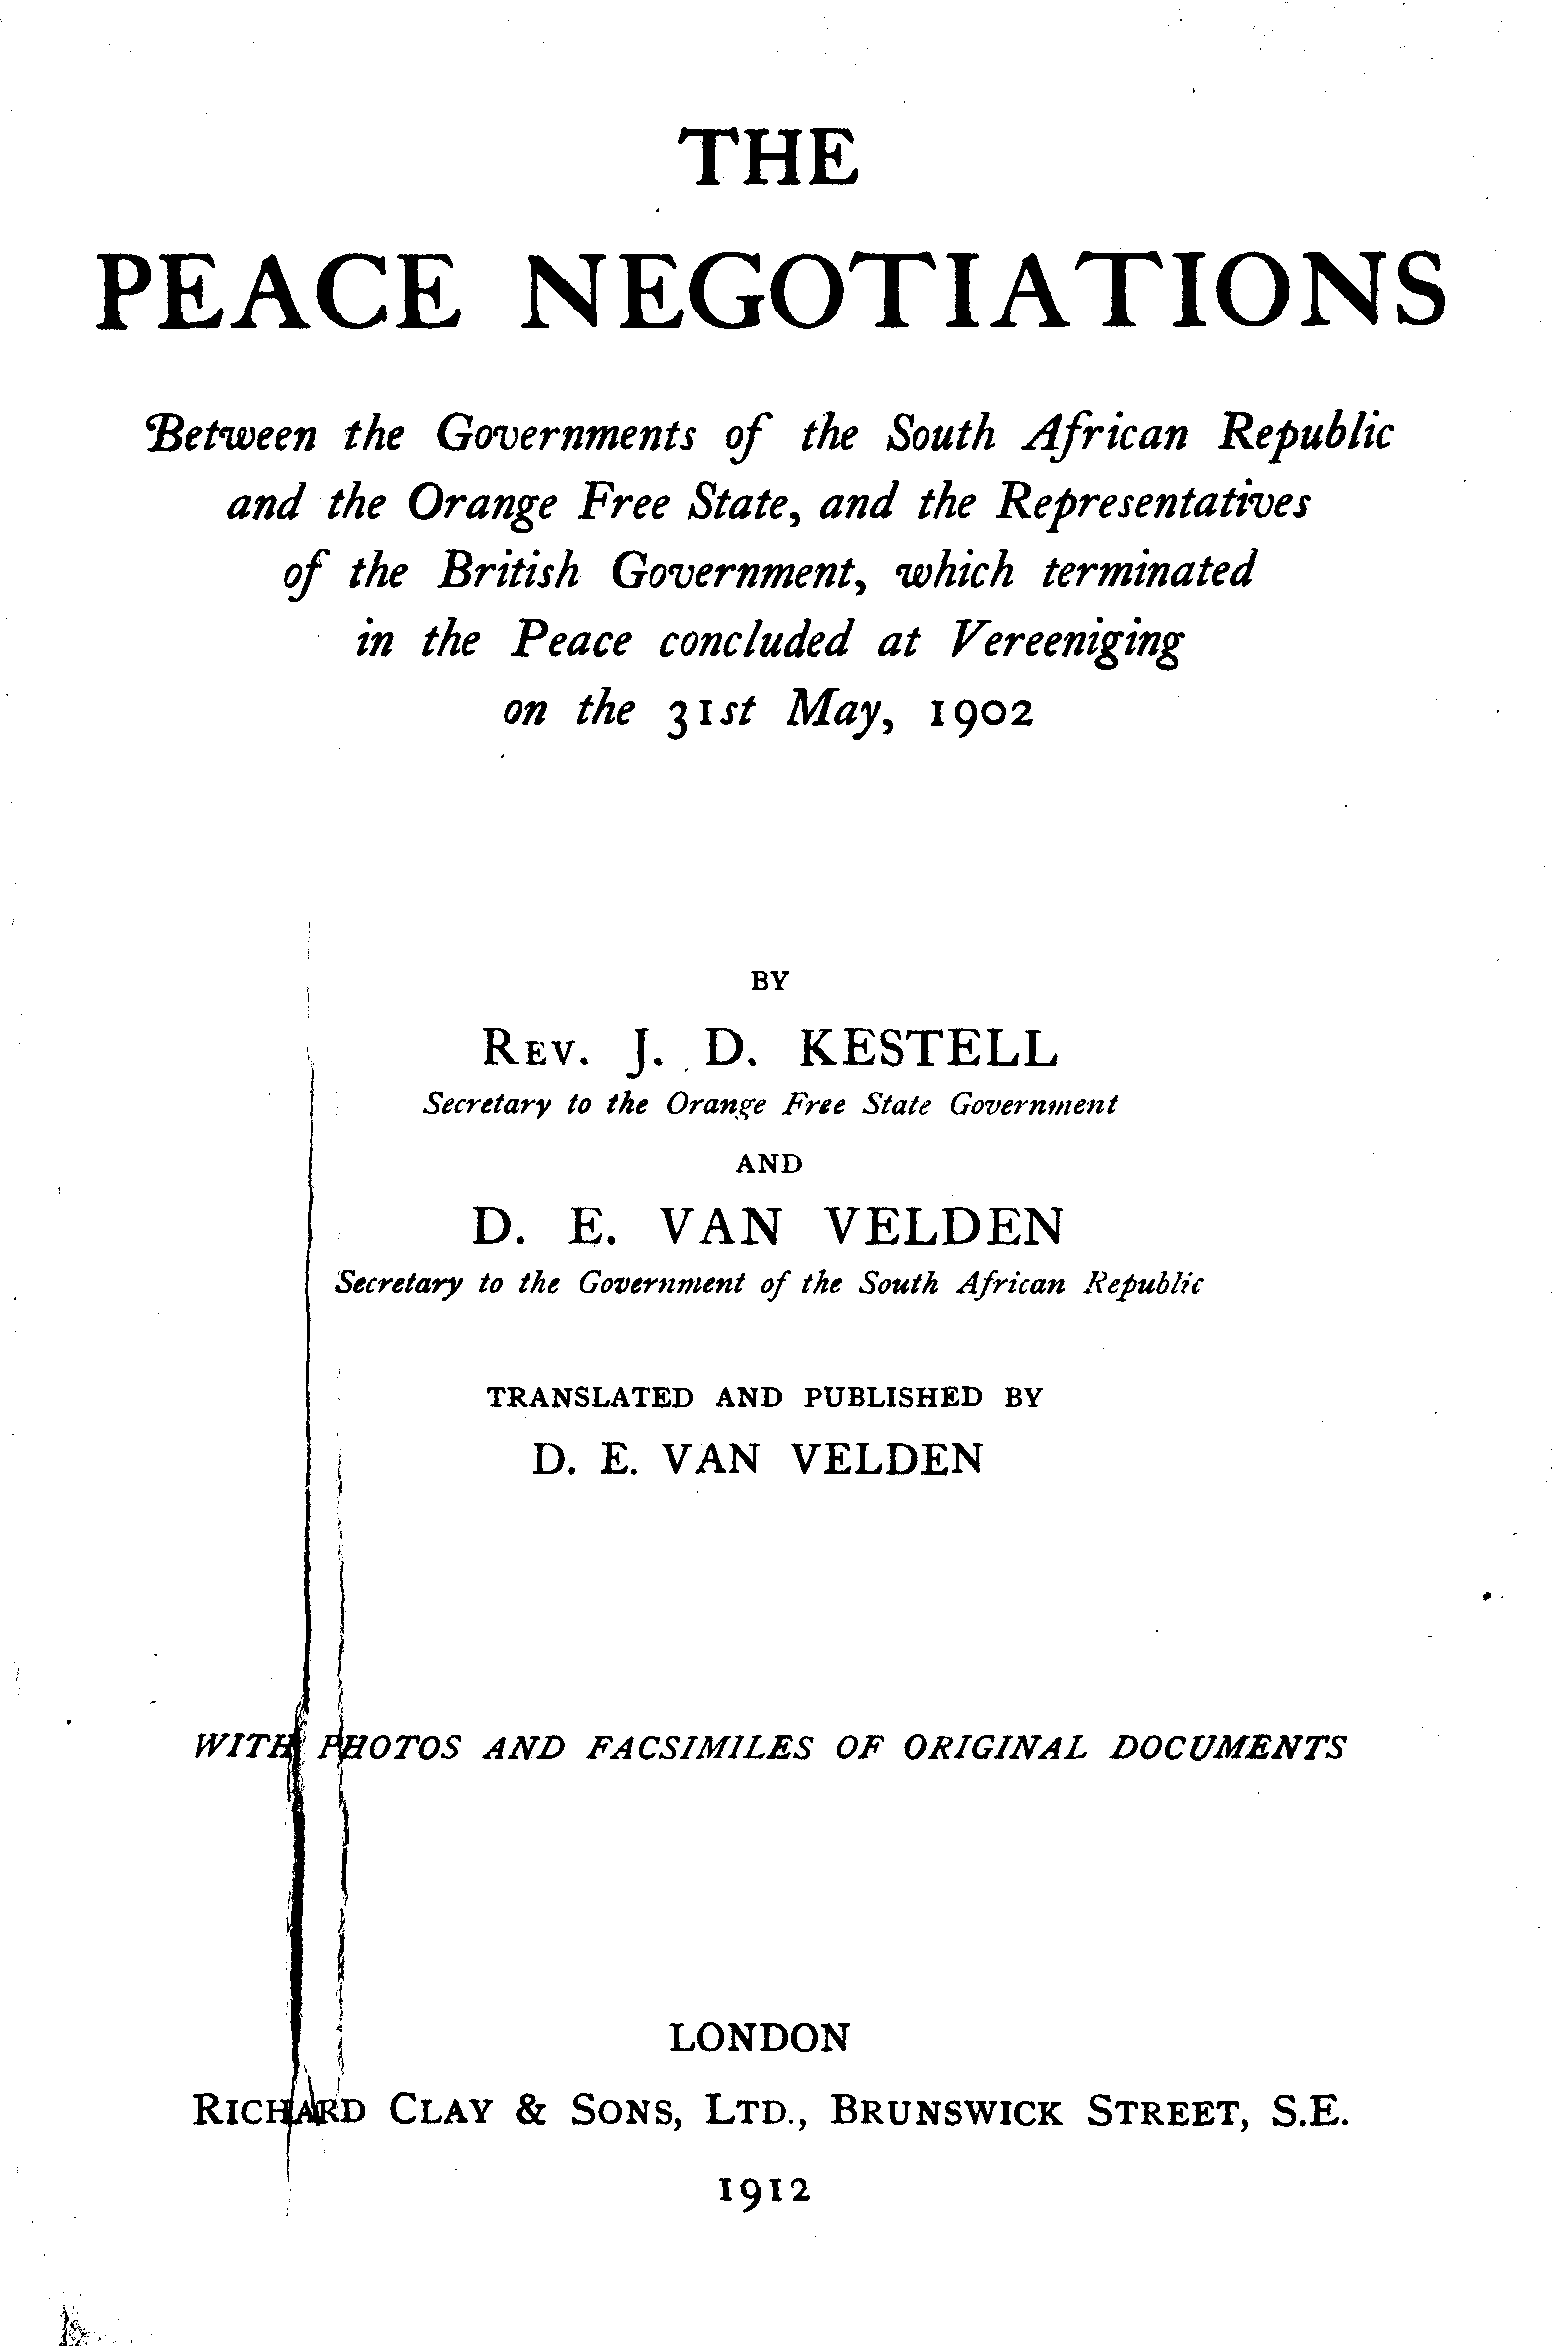 THE
PEACE NEGOTIATIONS
Between the Governments of the South African Republic
and the Orange Free State, and the Representatives
of the British Government, which terminated
in the Peace concluded at Vereeniging
on the 31st May, 1902
BY
REV. J. D. KESTELL
Secretary to the Orange Free State Government
AND
D. E. VAN VELDEN
Secretary to the Government of the South African Republic
TRANSLATED AND PUBLISHED BY
D. E. VAN VELDEN
WITH PHOTOS AND FACSIMILES OF ORIGINAL DOCUMENTS
LONDON
RICHARD CLAY & SONS, LTD., BRUNSWICK STREET, S.E.
1912